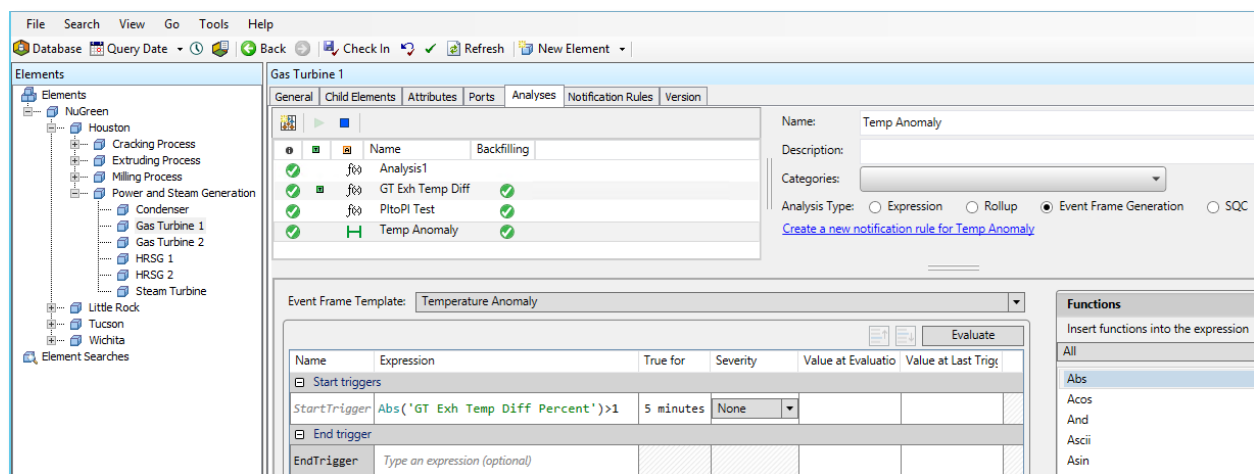 File Search View Go Tools Help
Database Query Date Back Check In Refresh New Element
Elements
Elements
NuGreen
Houston
Cracking Process
Extruding Process
Milling Process
Power and Steam Generation
Condenser
Gas Turbine 1
Gas Turbine 2
HRSG 1
HRSG 2
Steam Turbine
Little Rock
Tucson
Wichita
Element Searches
Gas Turbine 1
General Child Elements Attributes Ports Analyses Notification Rules Version
Name Backfilling
f(x) Analysis1
f(x) GT Exh Temp Diff
f(x) PItoPI Test
Temp Anomaly
Name: Temp Anomaly
Description:
Categories:
Analysis Type: Expression Rollup Event Frame Generation SQC
Create a new notification rule for Temp Anomaly
Event Frame Template: Temperature Anomaly
Evaluate
Name Expression True for Severity Value at Evaluatio Value at Last Trigg
Start triggers
StartTrigger Abs('GT Exh Temp Diff Percent')>1 5 minutes None
End trigger
EndTrigger Type an expression (optional)
Functions
Insert functions into the expression
All
Abs
Acos
And
Ascii
Asin